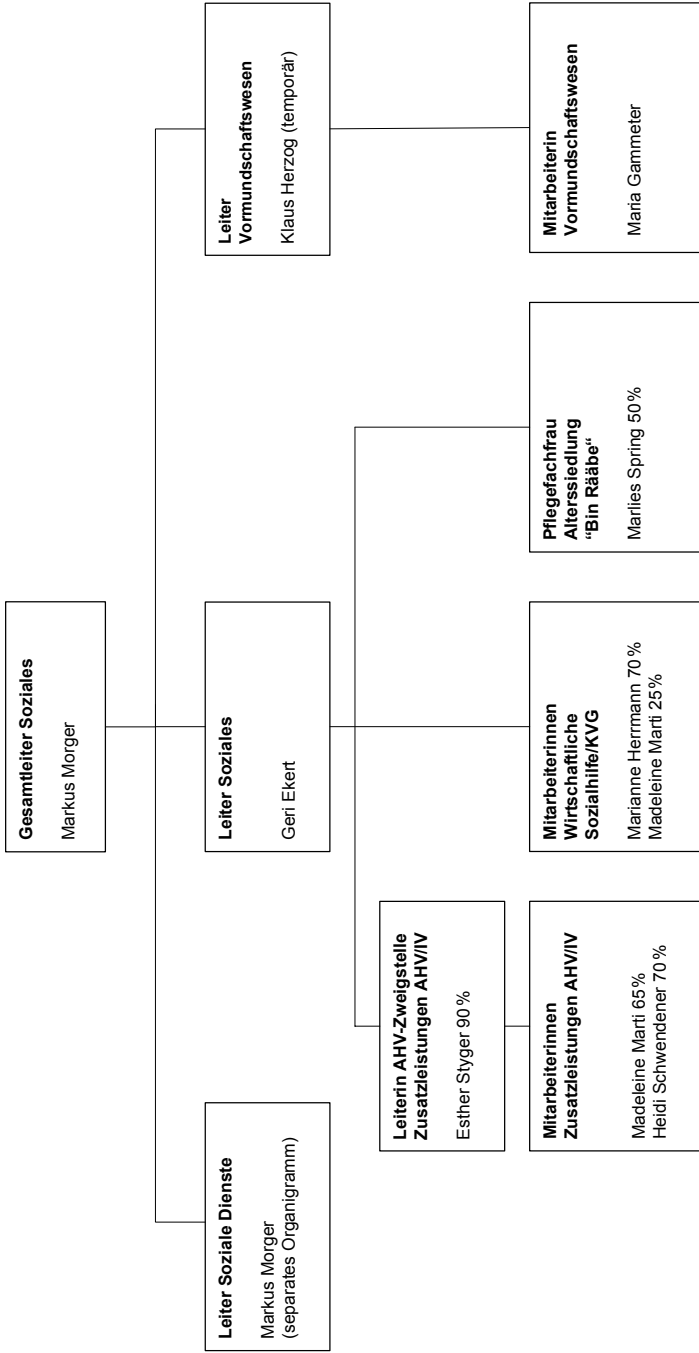 Gesamtleiter Soziales
Markus Morger
Leiter Soziale Dienste
Markus Morger
(separates Organigramm)
Leiter Soziales
Geri Ekert
Leiter
Vormundschaftswesen
Klaus Herzog (temporär)
Leiterin AHV-Zweigstelle
Zusatzleistungen AHV/IV
Esther Styger 90 %
Mitarbeiterinnen
Zusatzleistungen AHV/IV
Madeleine Marti 65%
Heidi Schwendener 70 %
Mitarbeiterinnen
Wirtschaftliche
Sozialhilfe/KVG
Marianne Herrmann 70 %
Madeleine Marti 25%
Pflegefachfrau
Alterssiedlung
“Bin Rääbe“
Marlies Spring 50 %
Mitarbeiterin
Vormundschaftswesen
Maria Gammeter